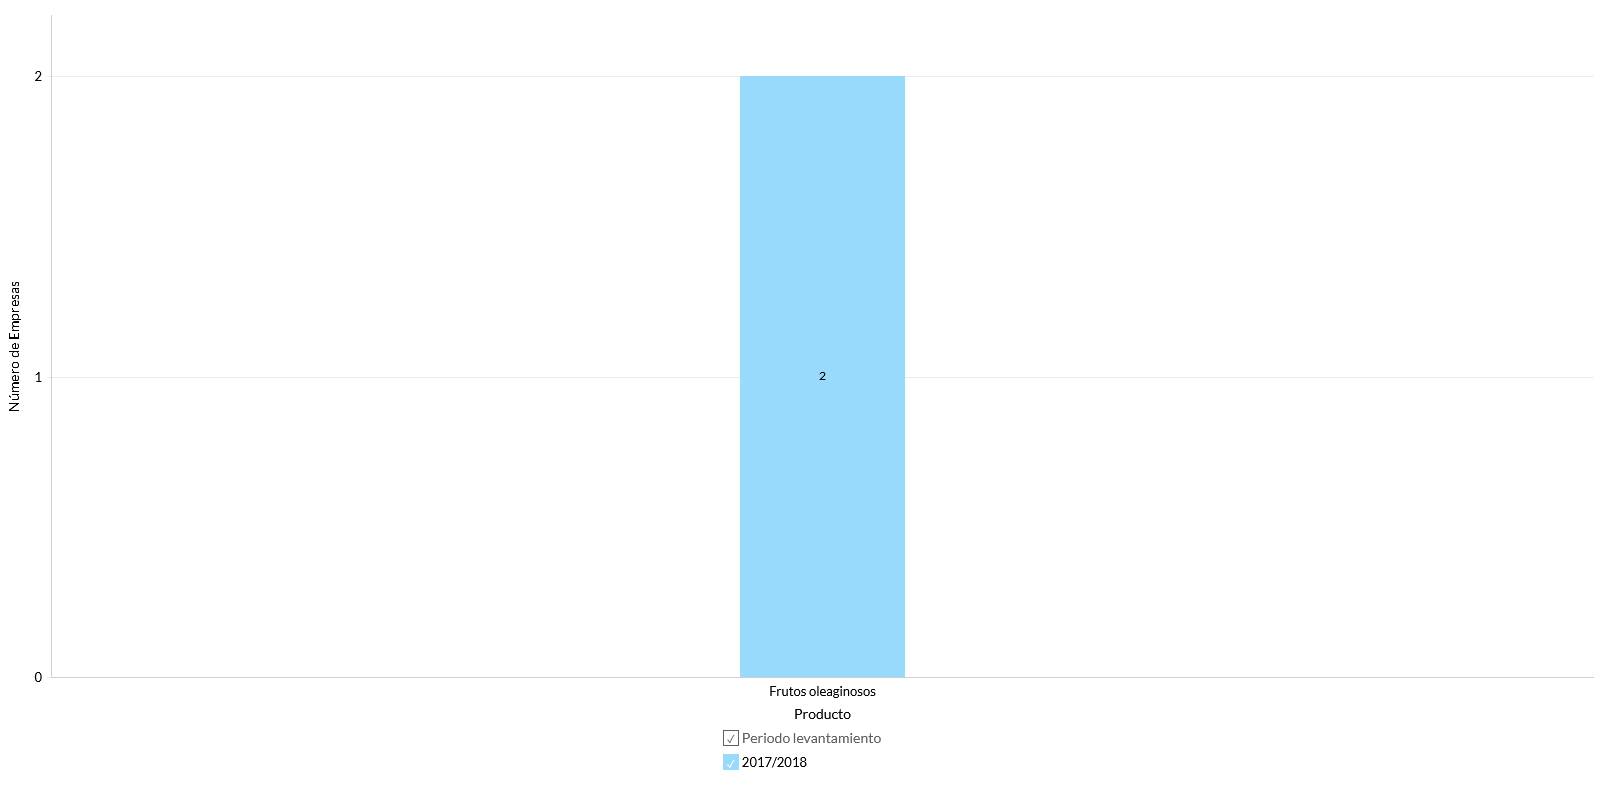 2
Número de Empresas
1
2
0
Frutos oleaginosos
Producto
Periodo levantamiento
2017/2018